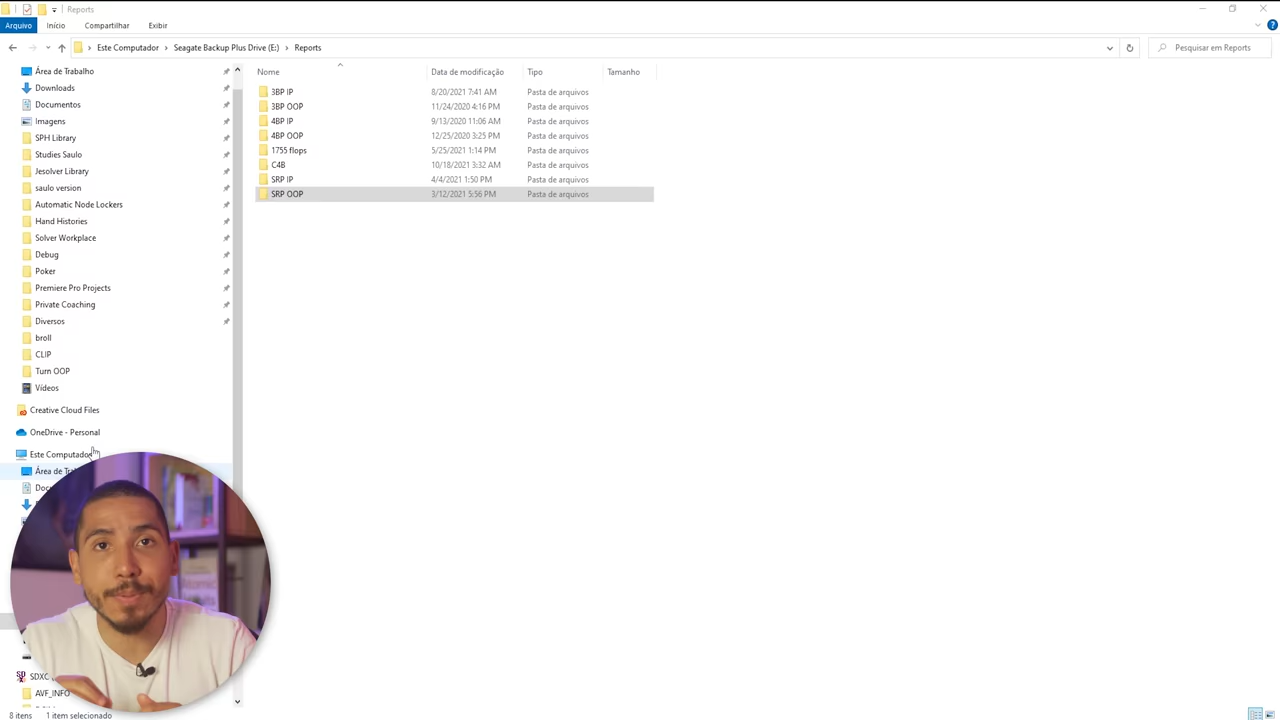 Reports
Arquivo Início Compartilhar Exibir
Este Computador Seagate Backup Plus Drive (E:) Reports
Pesquisar em Reports
Área de Trabalho
Downloads
Documentos
Imagens
SPH Library
Studies Saulo
Jesolver Library
saulo version
Automatic Node Lockers
Hand Histories
Solver Workplace
Debug
Poker
Premiere Pro Projects
Private Coaching
Diversos
broll
CLIP
Turn OOP
Vídeos
Creative Cloud Files
OneDrive - Personal
Este Computador
Área de Tra
Docu
SDXC (
AVF_INFO
Nome Data de modificação Tipo Tamanho
3BP IP 8/20/2021 7:41 AM Pasta de arquivos
3BP OOP 11/24/2020 4:16 PM Pasta de arquivos
4BP IP 9/13/2020 11:06 AM Pasta de arquivos
4BP OOP 12/25/2020 3:25 PM Pasta de arquivos
1755 flops 5/25/2021 1:14 PM Pasta de arquivos
C4B 10/18/2021 3:32 AM Pasta de arquivos
SRP IP 4/4/2021 1:50 PM Pasta de arquivos
SRP OOP 3/12/2021 5:56 PM Pasta de arquivos
8 itens 1 item selecionado